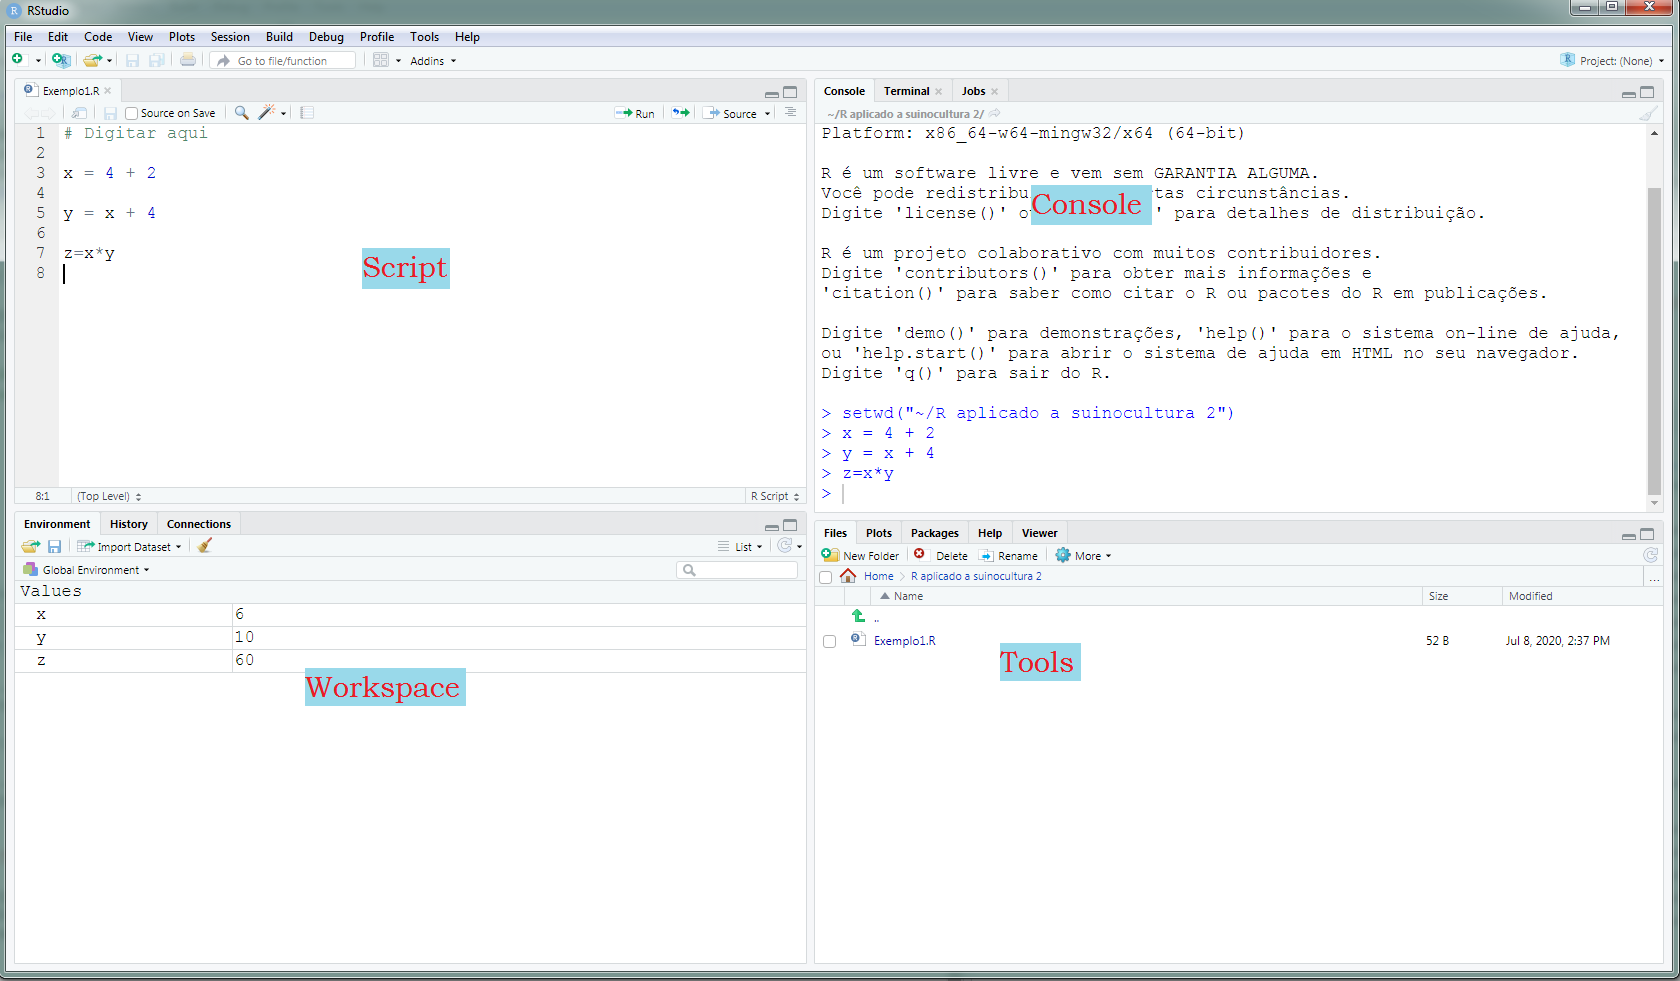 RStudio
File Edit Code View Plots Session Build Debug Profile Tools Help
Go to file/function Addins Project: (None)
Exemplo1.R
Source on Save Run Source
1 # Digitar aqui
2
3 x = 4 + 2
4
5 y = x + 4
6
7 z=x*y
8
Script
8:1 (Top Level) R Script
Console Terminal Jobs
~/R aplicado a suinocultura 2/
Platform: x86_64-w64-mingw32/x64 (64-bit)
R é um software livre e vem sem GARANTIA ALGUMA.
Você pode redistribu rtas circunstâncias.
Console
Digite 'license()' o ' para detalhes de distribuição.
R é um projeto colaborativo com muitos contribuidores.
Digite 'contributors()' para obter mais informações e
'citation()' para saber como citar o R ou pacotes do R em publicações.
Digite 'demo()' para demonstrações, 'help()' para o sistema on-line de ajuda,
ou 'help.start()' para abrir o sistema de ajuda em HTML no seu navegador.
Digite 'q()' para sair do R.
> setwd("~/R aplicado a suinocultura 2")
> x = 4 + 2
> y = x + 4
> z=x*y
>
Environment History Connections
Import Dataset List
Global Environment
Values
x 6
y 10
z 60
Workspace
Files Plots Packages Help Viewer
New Folder Delete Rename More
Home R aplicado a suinocultura 2 ...
Name Size Modified
..
Exemplo1.R 52 B Jul 8, 2020, 2:37 PM
Tools